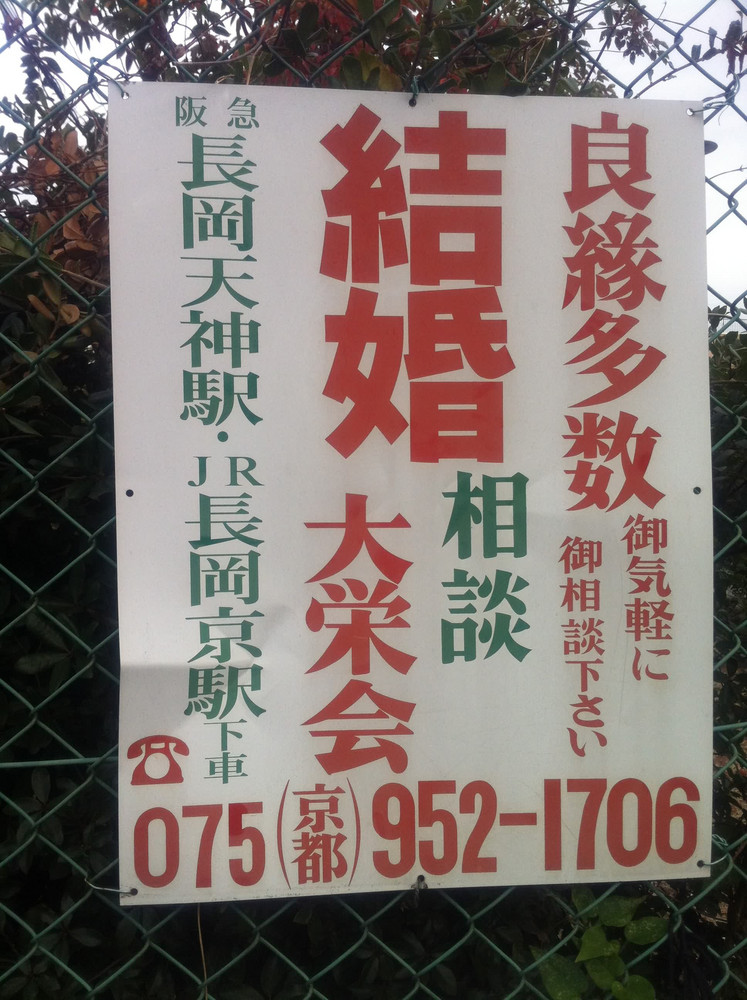 良縁多数
御気軽に
御相談下さい
結婚相談
大栄会
阪急長岡天神駅・JR長岡京駅下車
075(京都)952-1706